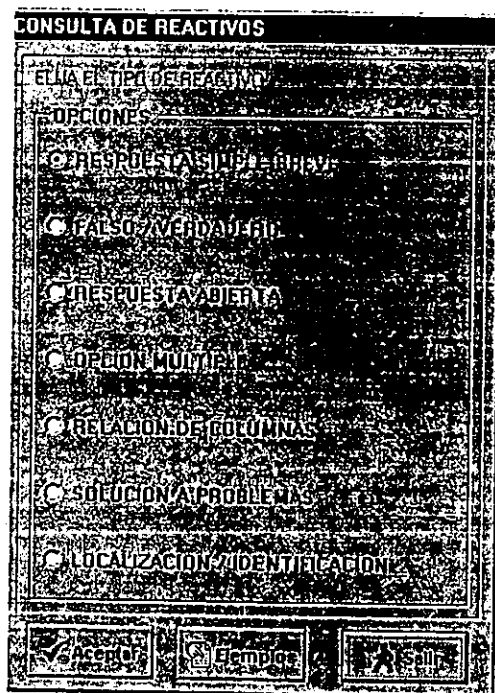 CONSULTA DE REACTIVOS
ELIJA EL TIPO DE REACTIVO
OPCIONES
RESPUESTA SIMPLE BREVE
FALSO / VERDADERO
RESPUESTA ABIERTA
OPCION MULTIPLE
RELACION DE COLUMNAS
SOLUCION A PROBLEMAS
LOCALIZACION / IDENTIFICACION
Aceptar
Ejemplos
Salir